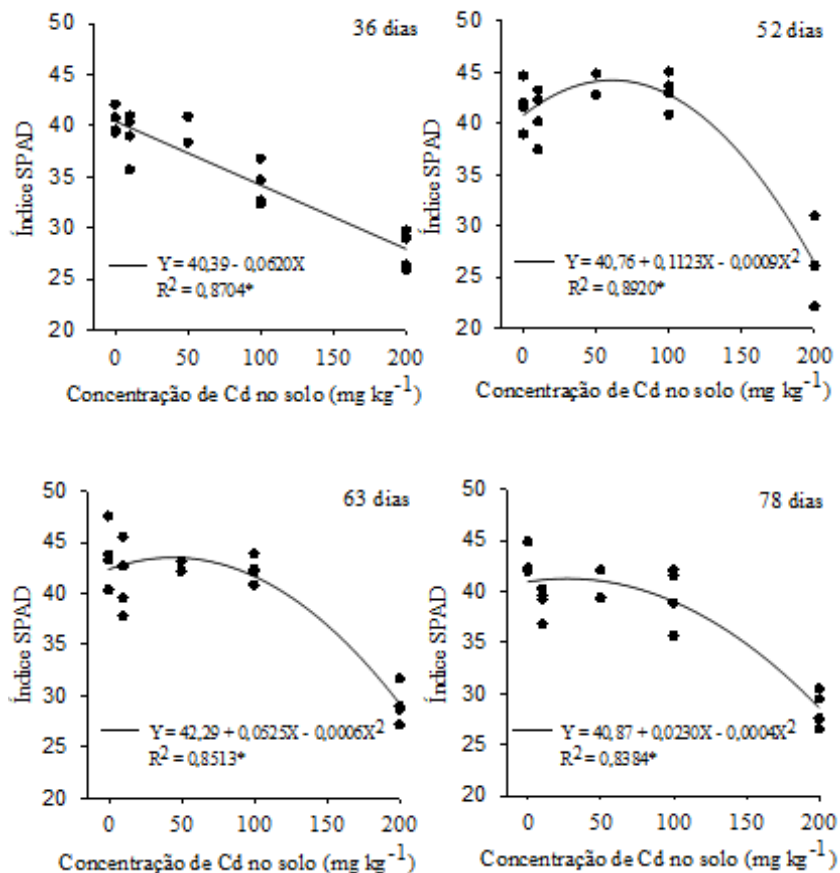 36 dias
50
45
40
35
30
25
20
Índice SPAD
Y = 40,39 - 0,0620X
R² = 0,8704*
0 50 100 150 200
Concentração de Cd no solo (mg kg⁻¹)
52 dias
50
45
40
35
30
25
20
Índice SPAD
Y = 40,76 + 0,1123X - 0,0009X²
R² = 0,8920*
0 50 100 150 200
Concentração de Cd no solo (mg kg⁻¹)
63 dias
50
45
40
35
30
25
20
Índice SPAD
Y = 42,29 + 0,0525X - 0,0006X²
R² = 0,8513*
0 50 100 150 200
Concentração de Cd no solo (mg kg⁻¹)
78 dias
50
45
40
35
30
25
20
Índice SPAD
Y = 40,87 + 0,0230X - 0,0004X²
R² = 0,8384*
0 50 100 150 200
Concentração de Cd no solo (mg kg⁻¹)